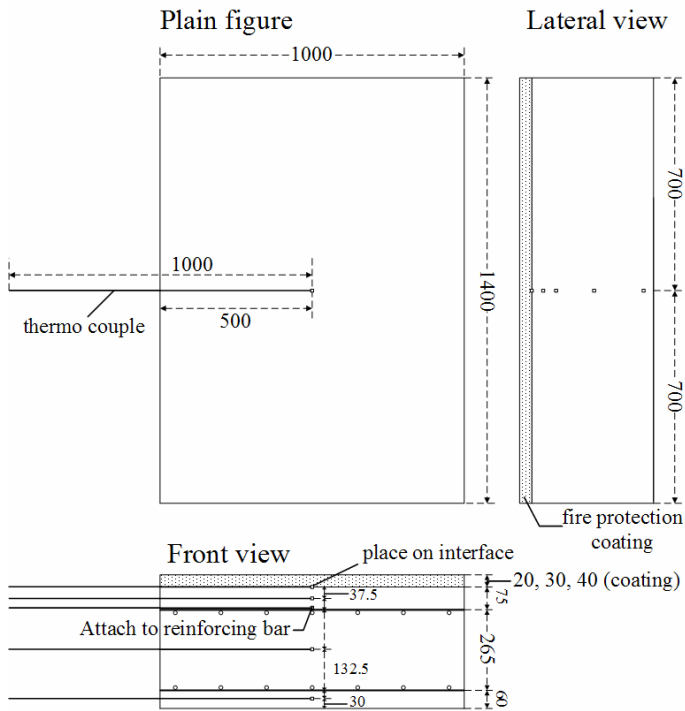 Plain figure
Lateral view
1000
1400
700
700
1000
500
thermo couple
fire protection
coating
Front view
place on interface
20, 30, 40 (coating)
37.5
75
Attach to reinforcing bar
265
132.5
60
30